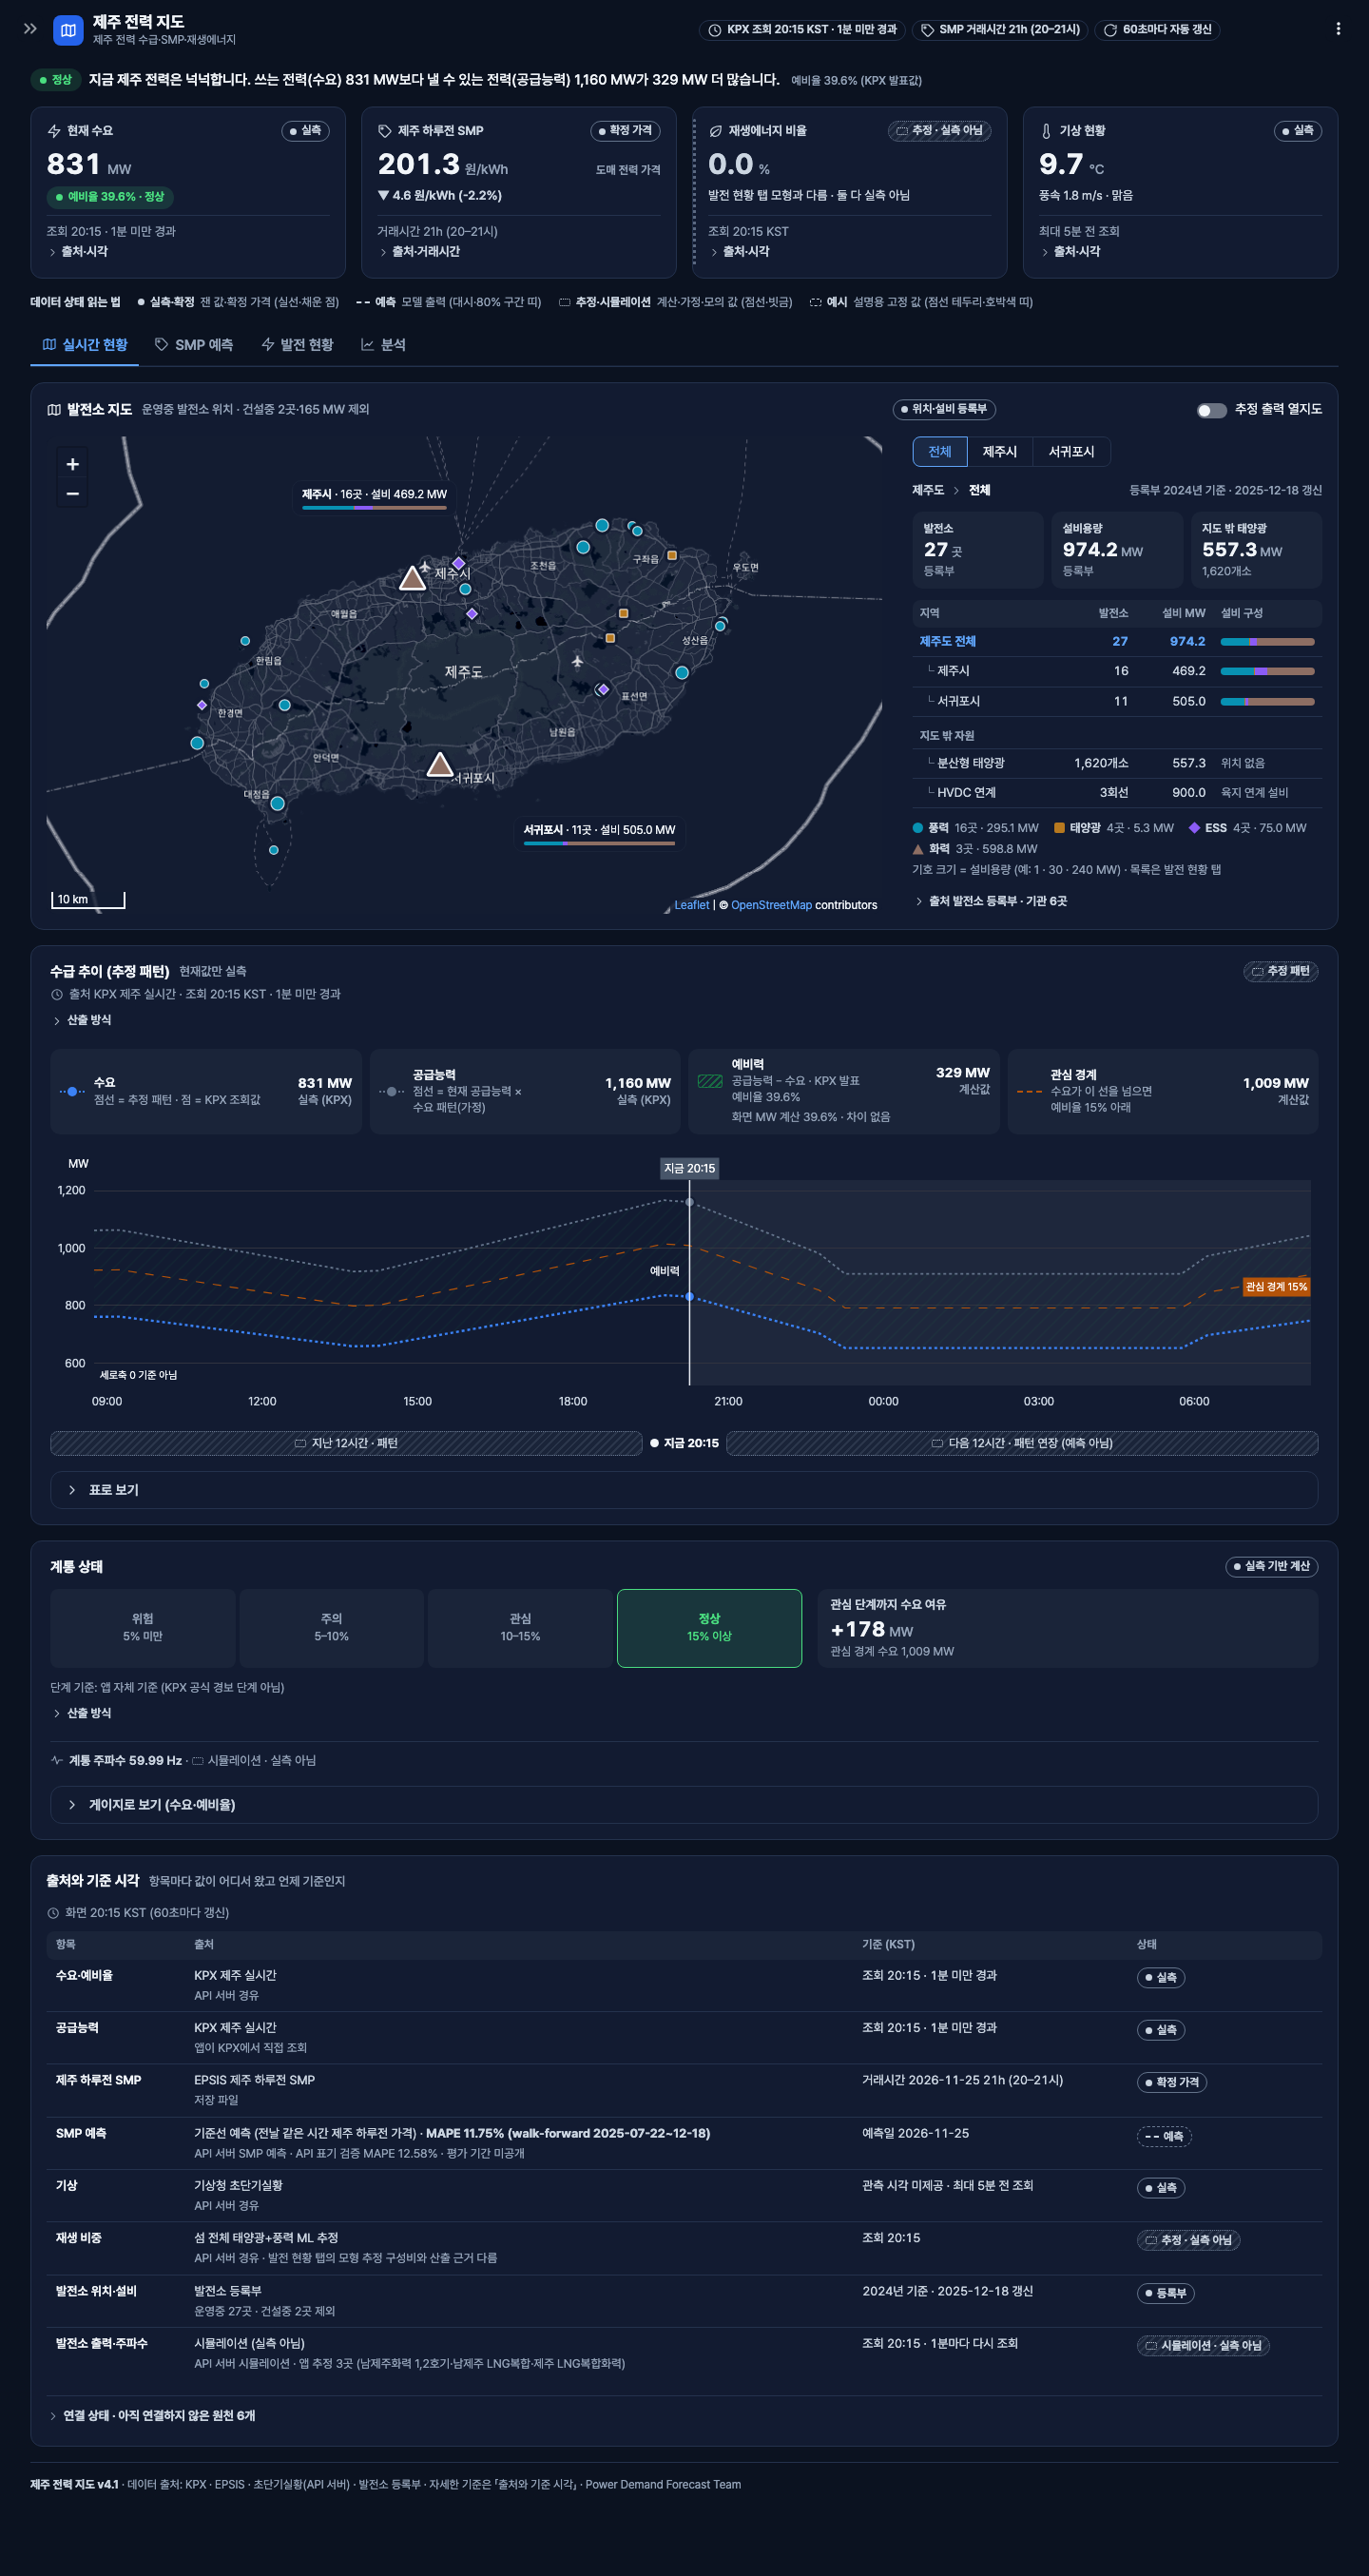 제주 전력 지도
제주 전력 수급·SMP·재생에너지
KPX 조회 20:15 KST · 1분 미만 경과
SMP 거래시간 21h (20–21시)
60초마다 자동 갱신
정상
지금 제주 전력은 넉넉합니다. 쓰는 전력(수요) 831 MW보다 낼 수 있는 전력(공급능력) 1,160 MW가 329 MW 더 많습니다.
예비율 39.6% (KPX 발표값)
현재 수요
실측
831 MW
예비율 39.6% · 정상
조회 20:15 · 1분 미만 경과
출처·시각
제주 하루전 SMP
확정 가격
201.3 원/kWh
도매 전력 가격
▼ 4.6 원/kWh (-2.2%)
거래시간 21h (20–21시)
출처·거래시간
재생에너지 비율
추정 · 실측 아님
0.0 %
발전 현황 탭 모형과 다름 · 둘 다 실측 아님
조회 20:15 KST
출처·시각
기상 현황
실측
9.7 °C
풍속 1.8 m/s · 맑음
최대 5분 전 조회
출처·시각
데이터 상태 읽는 법
실측·확정 잰 값·확정 가격 (실선·채운 점)
예측 모델 출력 (대시·80% 구간 띠)
추정·시뮬레이션 계산·가정·모의 값 (점선·빗금)
예시 설명용 고정 값 (점선 테두리·호박색 띠)
실시간 현황
SMP 예측
발전 현황
분석
발전소 지도
운영중 발전소 위치 · 건설중 2곳·165 MW 제외
위치·설비 등록부
추정 출력 열지도
+
−
제주시 · 16곳 · 설비 469.2 MW
제주시
조천읍
구좌읍
우도면
애월읍
한림읍
성산읍
제주도
한경면
표선면
남원읍
안덕면
서귀포시
대정읍
서귀포시 · 11곳 · 설비 505.0 MW
10 km
Leaflet | © OpenStreetMap contributors
전체
제주시
서귀포시
제주도 > 전체
등록부 2024년 기준 · 2025-12-18 갱신
발전소
27 곳
등록부
설비용량
974.2 MW
등록부
지도 밖 태양광
557.3 MW
1,620개소
지역 발전소 설비 MW 설비 구성
제주도 전체 27 974.2
└ 제주시 16 469.2
└ 서귀포시 11 505.0
지도 밖 자원
└ 분산형 태양광 1,620개소 557.3 위치 없음
└ HVDC 연계 3회선 900.0 육지 연계 설비
풍력 16곳 · 295.1 MW
태양광 4곳 · 5.3 MW
ESS 4곳 · 75.0 MW
화력 3곳 · 598.8 MW
기호 크기 = 설비용량 (예: 1 · 30 · 240 MW) · 목록은 발전 현황 탭
출처 발전소 등록부 · 기관 6곳
수급 추이 (추정 패턴)
현재값만 실측
추정 패턴
출처 KPX 제주 실시간 · 조회 20:15 KST · 1분 미만 경과
산출 방식
수요
점선 = 추정 패턴 · 점 = KPX 조회값
831 MW
실측 (KPX)
공급능력
점선 = 현재 공급능력 ×
수요 패턴(가정)
1,160 MW
실측 (KPX)
예비력
공급능력 − 수요 · KPX 발표
예비율 39.6%
화면 MW 계산 39.6% · 차이 없음
329 MW
계산값
관심 경계
수요가 이 선을 넘으면
예비율 15% 아래
1,009 MW
계산값
MW
지금 20:15
1,200
1,000
800
600
예비력
관심 경계 15%
세로축 0 기준 아님
09:00 12:00 15:00 18:00 21:00 00:00 03:00 06:00
지난 12시간 · 패턴
지금 20:15
다음 12시간 · 패턴 연장 (예측 아님)
표로 보기
계통 상태
실측 기반 계산
위험
5% 미만
주의
5–10%
관심
10–15%
정상
15% 이상
관심 단계까지 수요 여유
+178 MW
관심 경계 수요 1,009 MW
단계 기준: 앱 자체 기준 (KPX 공식 경보 단계 아님)
산출 방식
계통 주파수 59.99 Hz · 시뮬레이션 · 실측 아님
게이지로 보기 (수요·예비율)
출처와 기준 시각
항목마다 값이 어디서 왔고 언제 기준인지
화면 20:15 KST (60초마다 갱신)
항목 출처 기준 (KST) 상태
수요·예비율 KPX 제주 실시간 조회 20:15 · 1분 미만 경과 실측
API 서버 경유
공급능력 KPX 제주 실시간 조회 20:15 · 1분 미만 경과 실측
앱이 KPX에서 직접 조회
제주 하루전 SMP EPSIS 제주 하루전 SMP 거래시간 2026-11-25 21h (20–21시) 확정 가격
저장 파일
SMP 예측 기준선 예측 (전날 같은 시간 제주 하루전 가격) · MAPE 11.75% (walk-forward 2025-07-22~12-18) 예측일 2026-11-25 예측
API 서버 SMP 예측 · API 표기 검증 MAPE 12.58% · 평가 기간 미공개
기상 기상청 초단기실황 관측 시각 미제공 · 최대 5분 전 조회 실측
API 서버 경유
재생 비중 섬 전체 태양광+풍력 ML 추정 조회 20:15 추정 · 실측 아님
API 서버 경유 · 발전 현황 탭의 모형 추정 구성비와 산출 근거 다름
발전소 위치·설비 발전소 등록부 2024년 기준 · 2025-12-18 갱신 등록부
운영중 27곳 · 건설중 2곳 제외
발전소 출력·주파수 시뮬레이션 (실측 아님) 조회 20:15 · 1분마다 다시 조회 시뮬레이션 · 실측 아님
API 서버 시뮬레이션 · 앱 추정 3곳 (남제주화력 1,2호기·남제주 LNG복합·제주 LNG복합화력)
연결 상태 · 아직 연결하지 않은 원천 6개
제주 전력 지도 v4.1 · 데이터 출처: KPX · EPSIS · 초단기실황(API 서버) · 발전소 등록부 · 자세한 기준은 「출처와 기준 시각」 · Power Demand Forecast Team